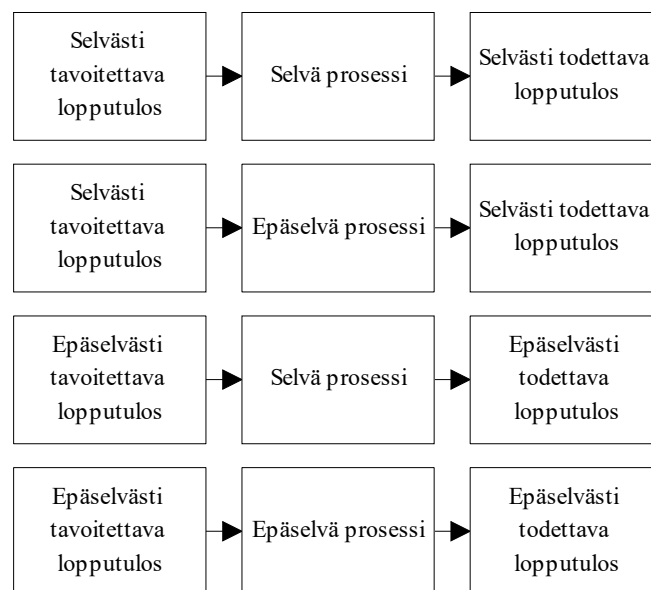 Selvästi
tavoitettava
lopputulos
Selvä prosessi
Selvästi todettava
lopputulos
Selvästi
tavoitettava
lopputulos
Epäselvä prosessi
Selvästi todettava
lopputulos
Epäselvästi
tavoitettava
lopputulos
Selvä prosessi
Epäselvästi
todettava
lopputulos
Epäselvästi
tavoitettava
lopputulos
Epäselvä prosessi
Epäselvästi
todettava
lopputulos